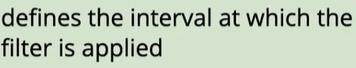 defines the interval at which the
filter is applied